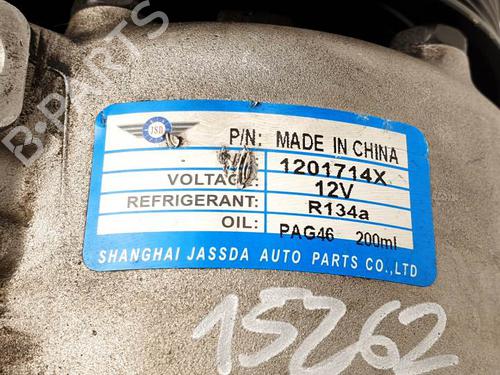 B-PARTS
JSD
P/N: MADE IN CHINA
1201714X
VOLTAGE: 12V
REFRIGERANT: R134a
OIL: PAG46 200ml
SHANGHAI JASSDA AUTO PARTS CO.,LTD
15262